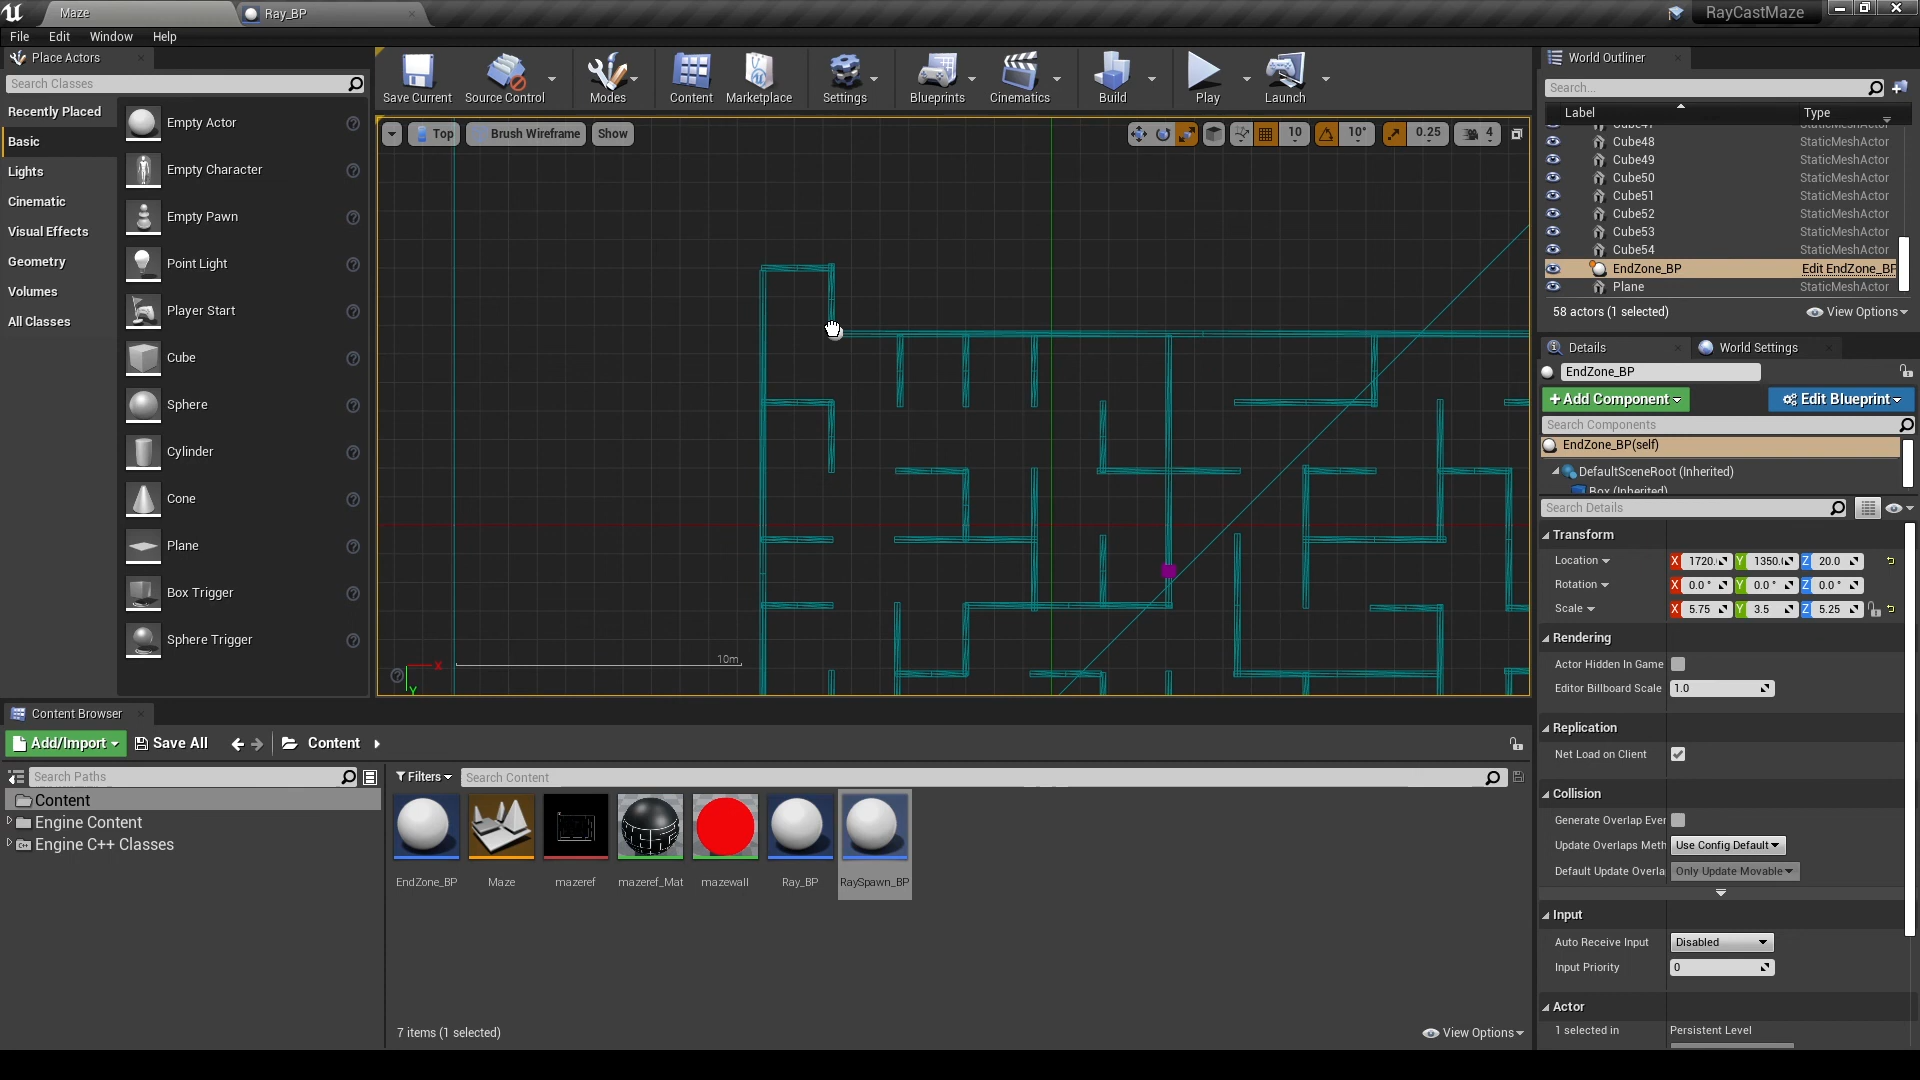 Maze
Ray_BP
RayCastMaze
File Edit Window Help
Place Actors
Search Classes
Recently Placed
Basic
Lights
Cinematic
Visual Effects
Geometry
Volumes
All Classes
Empty Actor
Empty Character
Empty Pawn
Point Light
Player Start
Cube
Sphere
Cylinder
Cone
Plane
Box Trigger
Sphere Trigger
Save Current Source Control Modes Content Marketplace Settings Blueprints Cinematics Build Play Launch
Top Brush Wireframe Show 10 10° 0.25 4
10m
X
Y
World Outliner
Search...
Label Type
Cube48 StaticMeshActor
Cube49 StaticMeshActor
Cube50 StaticMeshActor
Cube51 StaticMeshActor
Cube52 StaticMeshActor
Cube53 StaticMeshActor
Cube54 StaticMeshActor
EndZone_BP Edit EndZone_BP
Plane StaticMeshActor
58 actors (1 selected) View Options
Details World Settings
EndZone_BP
+Add Component Edit Blueprint
Search Components
EndZone_BP(self)
DefaultSceneRoot (Inherited)
Box (Inherited)
Search Details
Transform
Location X 1720. Y 1350.( Z 20.0
Rotation X 0.0 ° Y 0.0 ° Z 0.0 °
Scale X 5.75 Y 3.5 Z 5.25
Rendering
Actor Hidden In Game
Editor Billboard Scale 1.0
Replication
Net Load on Client
Collision
Generate Overlap Ever
Update Overlaps Meth Use Config Default
Default Update Overla Only Update Movable
Input
Auto Receive Input Disabled
Input Priority 0
Actor
1 selected in Persistent Level
Content Browser
Add/Import Save All Content
Search Paths
Content
Engine Content
Engine C++ Classes
Filters Search Content
EndZone_BP Maze mazeref mazeref_Mat mazewall Ray_BP RaySpawn_BP
7 items (1 selected) View Options